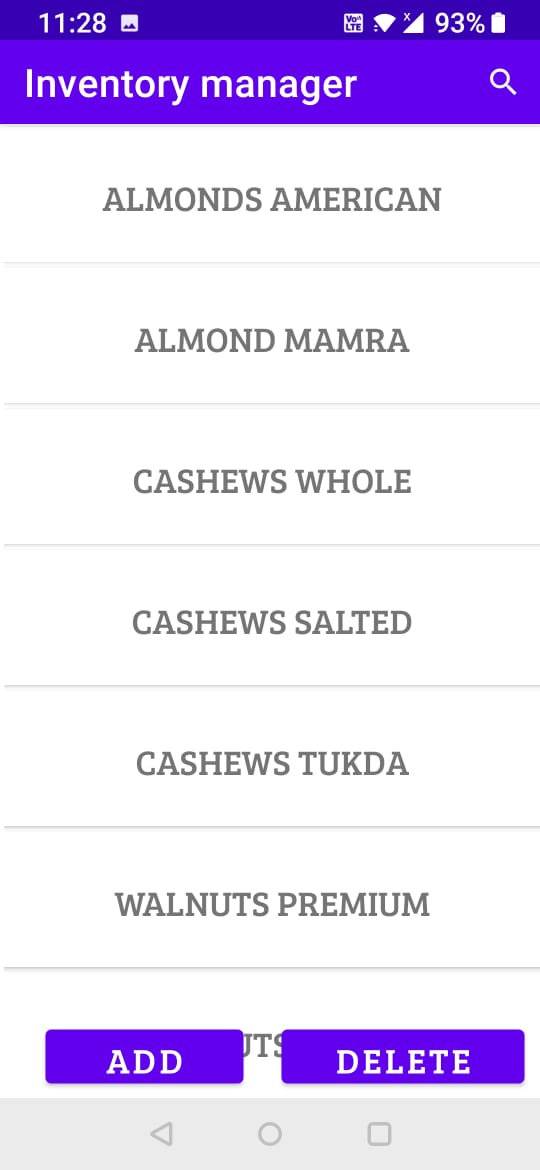 11:28 VoLTE 93%
Inventory manager
ALMONDS AMERICAN
ALMOND MAMRA
CASHEWS WHOLE
CASHEWS SALTED
CASHEWS TUKDA
WALNUTS PREMIUM
ADD DELETE